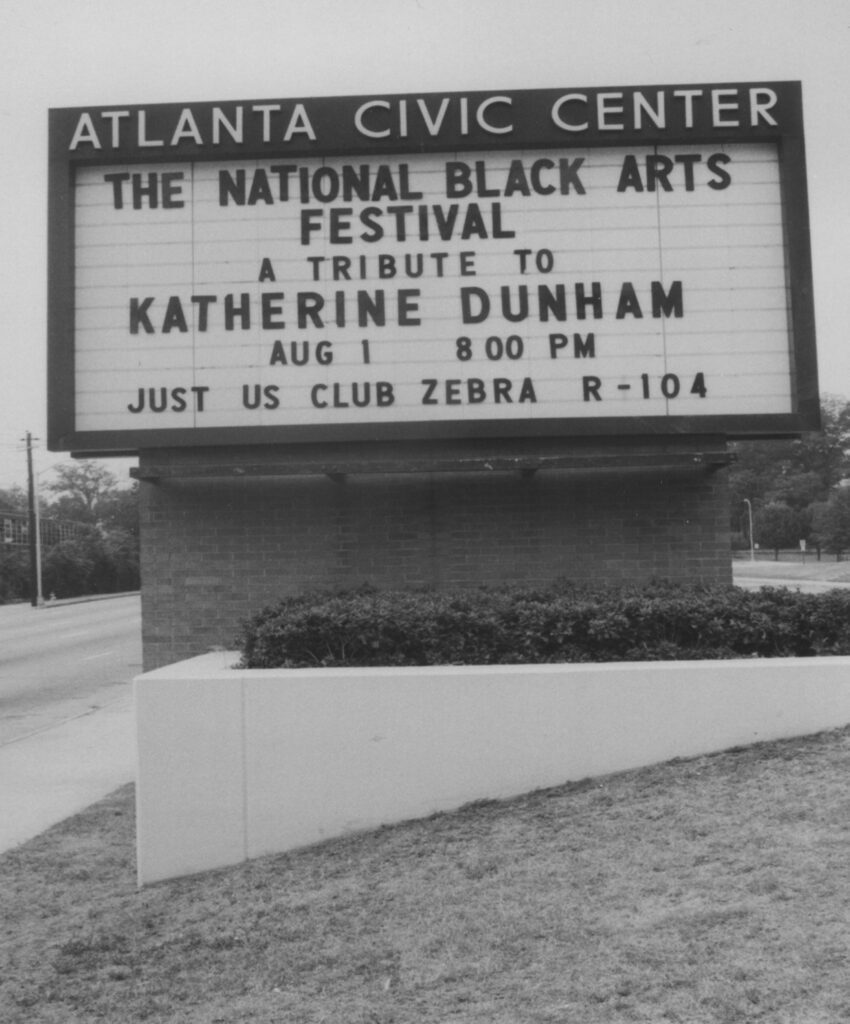 ATLANTA CIVIC CENTER
THE NATIONAL BLACK ARTS
FESTIVAL
A TRIBUTE TO
KATHERINE DUNHAM
AUG 1 8 00 PM
JUST US CLUB ZEBRA R-104